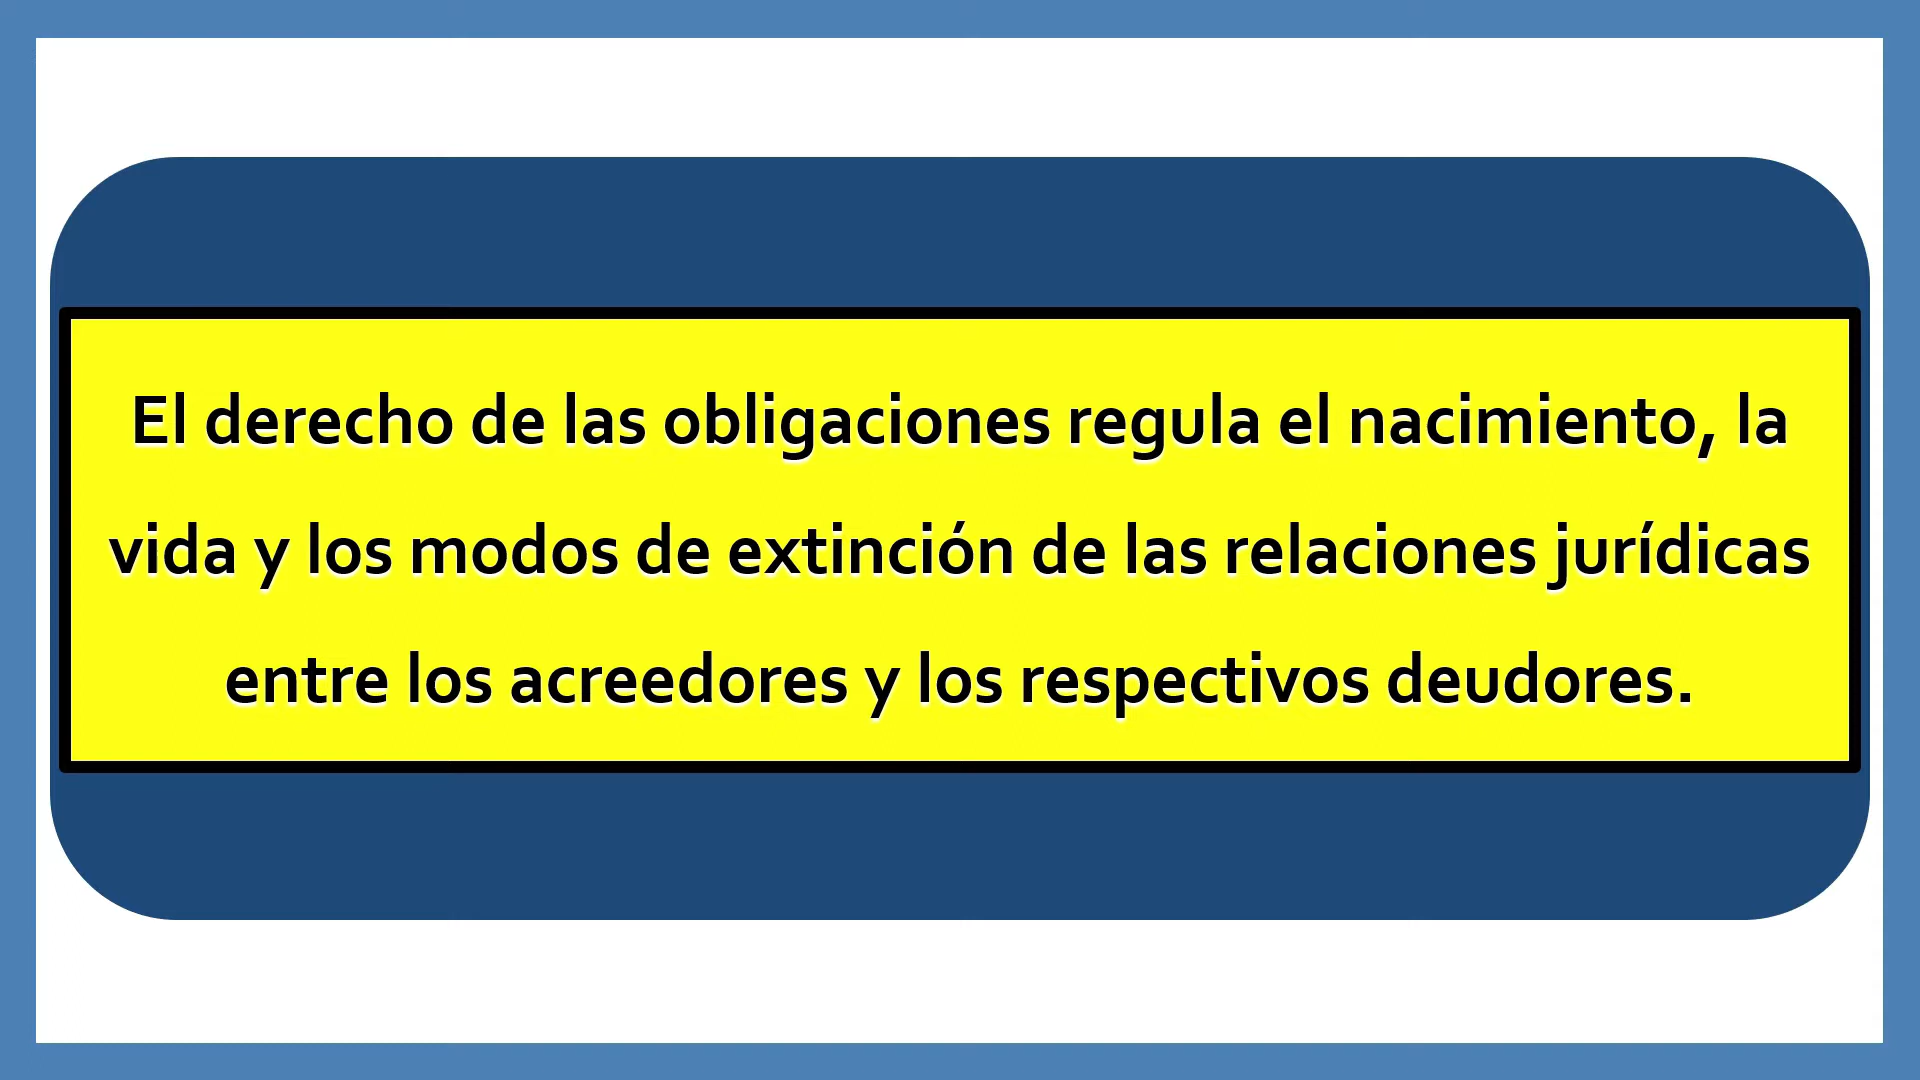 El derecho de las obligaciones regula el nacimiento, la
vida y los modos de extinción de las relaciones jurídicas
entre los acreedores y los respectivos deudores.